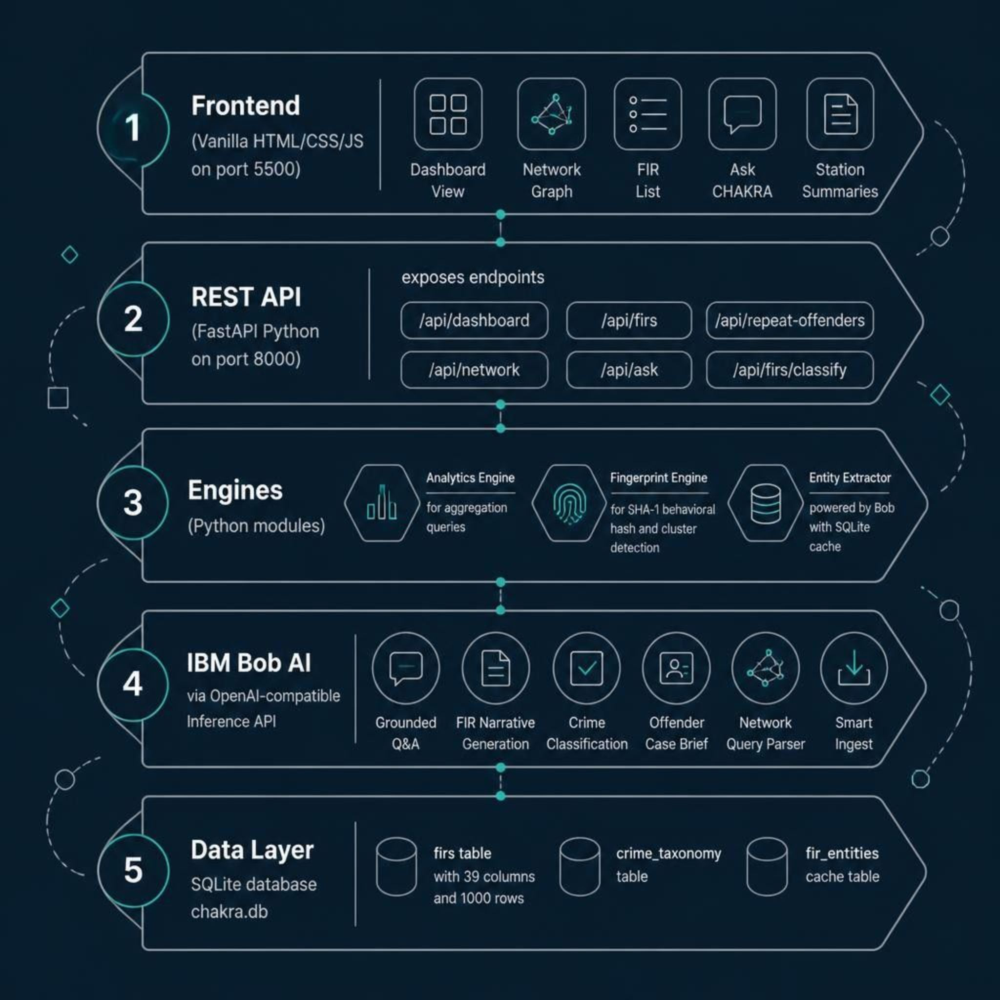 1
Frontend
(Vanilla HTML/CSS/JS
on port 5500)
Dashboard
View
Network
Graph
FIR
List
Ask
CHAKRA
Station
Summaries
2
REST API
(FastAPI Python
on port 8000)
exposes endpoints
/api/dashboard
/api/firs
/api/repeat-offenders
/api/network
/api/ask
/api/firs/classify
3
Engines
(Python modules)
Analytics Engine
for aggregation
queries
Fingerprint Engine
for SHA-1 behavioral
hash and cluster
detection
Entity Extractor
powered by Bob
with SQLite
cache
4
IBM Bob AI
via OpenAI-compatible
Inference API
Grounded
Q&A
FIR Narrative
Generation
Crime
Classification
Offender
Case Brief
Network
Query Parser
Smart
Ingest
5
Data Layer
SQLite database
chakra.db
firs table
with 39 columns
and 1000 rows
crime_taxonomy
table
fir_entities
cache table